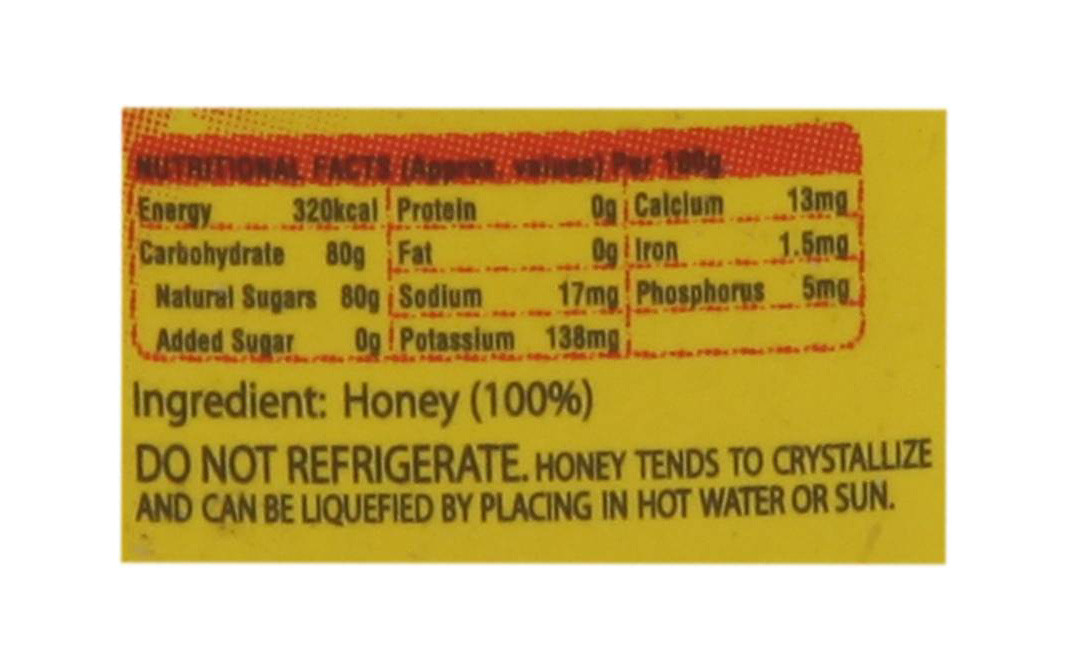 NUTRITIONAL FACTS (Approx. values) Per 100g
Energy 320kcal Protein 0g Calcium 13mg
Carbohydrate 80g Fat 0g Iron 1.5mg
Natural Sugars 80g Sodium 17mg Phosphorus 5mg
Added Sugar 0g Potassium 138mg
Ingredient: Honey (100%)
DO NOT REFRIGERATE. HONEY TENDS TO CRYSTALLIZE
AND CAN BE LIQUEFIED BY PLACING IN HOT WATER OR SUN.